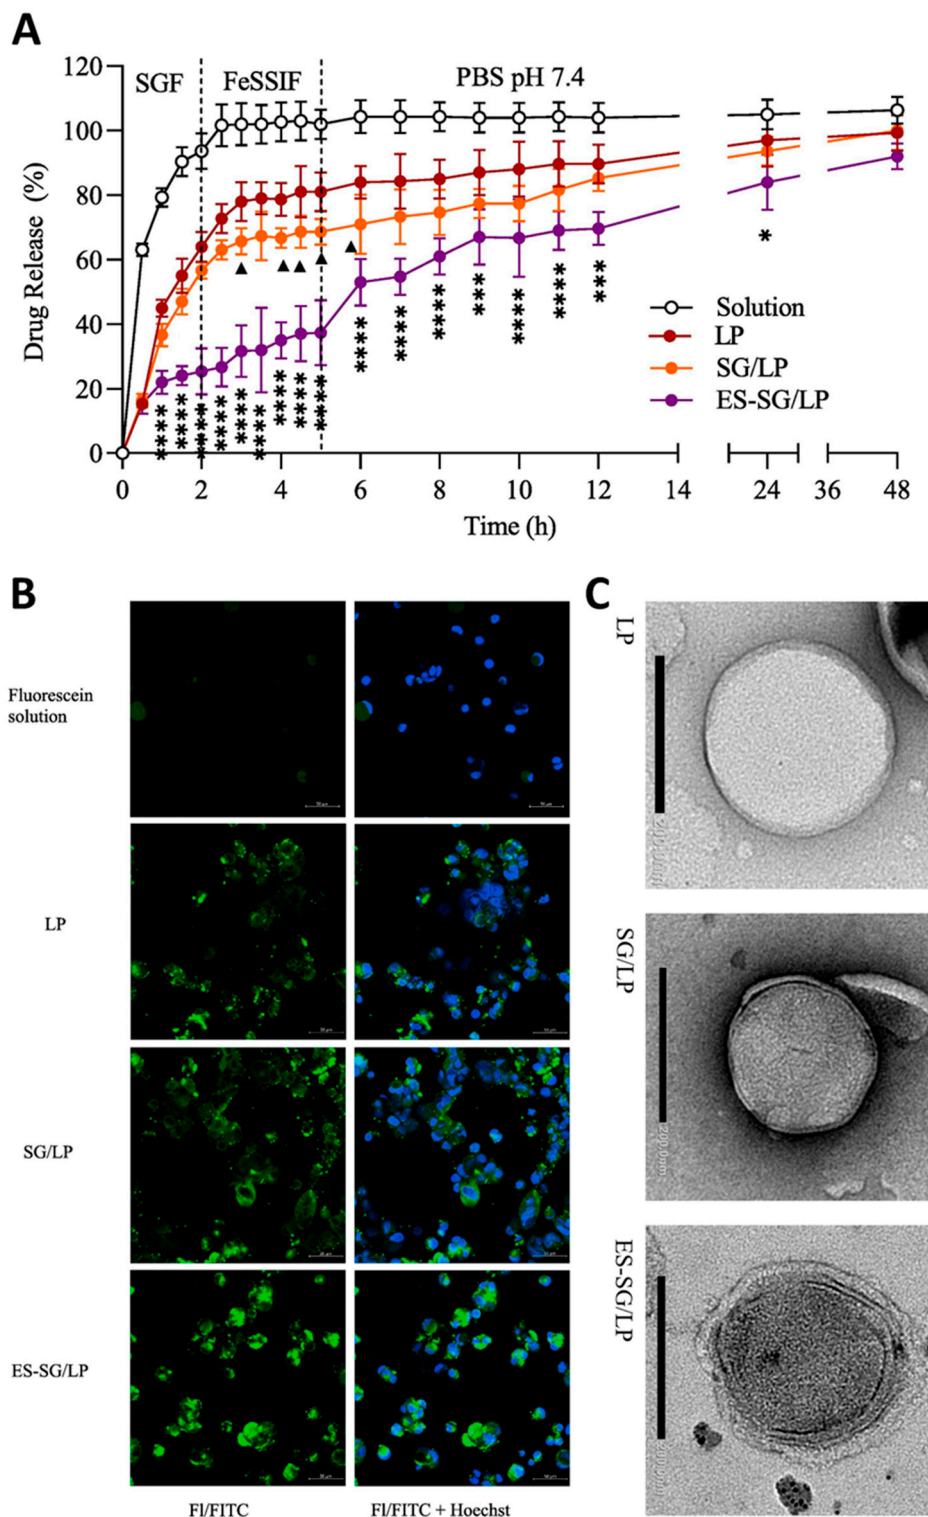 A
120
100
80
60
40
20
0
Drug Release (%)
SGF
FeSSIF
PBS pH 7.4
▲ ▲ ▲ ▲ ▲
**** **** **** **** **** **** **** **** **** **** **** **** *** **** **** *** *
Solution
LP
SG/LP
ES-SG/LP
0 2 4 6 8 10 12 14 24 36 48
Time (h)
B
Fluorescein
solution
LP
SG/LP
ES-SG/LP
Fl/FITC
Fl/FITC + Hoechst
C
LP
SG/LP
ES-SG/LP